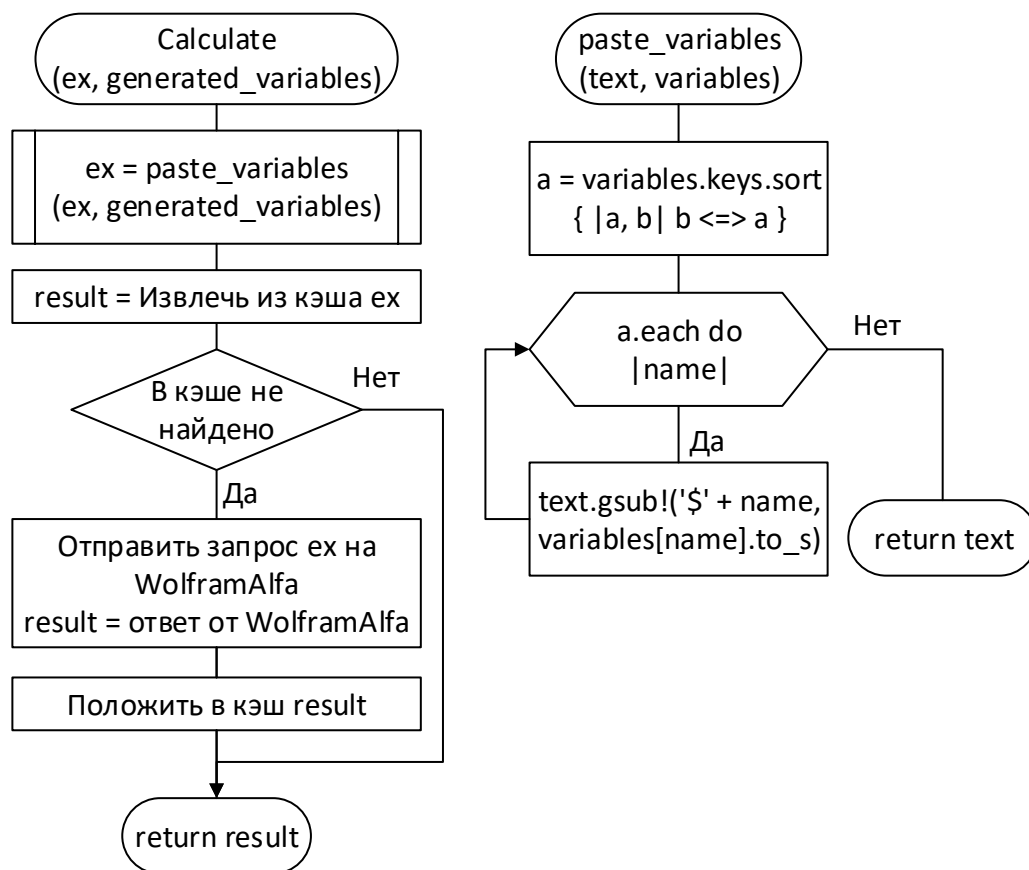 Calculate
(ex, generated_variables)
ex = paste_variables
(ex, generated_variables)
result = Извлечь из кэша ex
В кэше не
найдено
Нет
Да
Отправить запрос ex на
WolframAlfa
result = ответ от WolframAlfa
Положить в кэш result
return result
paste_variables
(text, variables)
a = variables.keys.sort
{ |a, b| b <=> a }
a.each do
|name|
Нет
Да
text.gsub!('$' + name,
variables[name].to_s)
return text